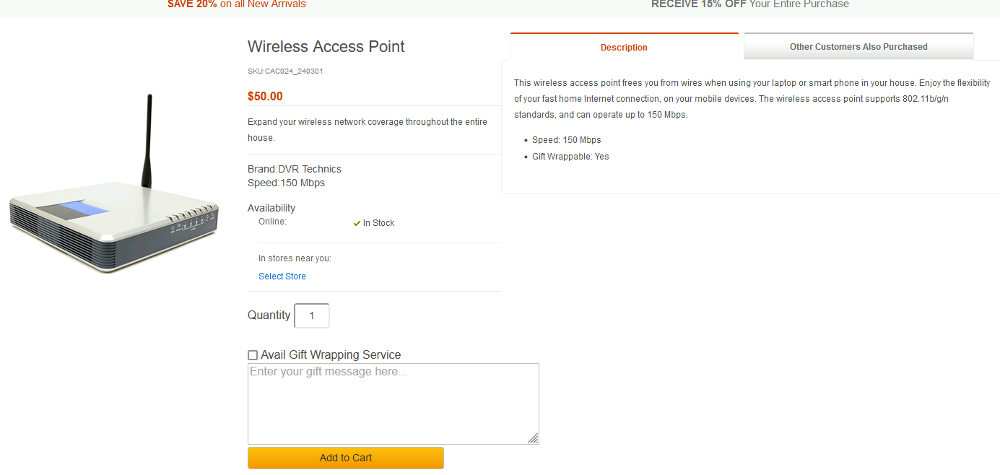 SAVE 20% on all New Arrivals
RECEIVE 15% OFF Your Entire Purchase
Wireless Access Point
SKU:CAC024_240301
$50.00
Expand your wireless network coverage throughout the entire
house.
Brand:DVR Technics
Speed:150 Mbps
Availability
Online:
In Stock
In stores near you:
Select Store
Quantity 1
Avail Gift Wrapping Service
Enter your gift message here...
Add to Cart
Description
Other Customers Also Purchased
This wireless access point frees you from wires when using your laptop or smart phone in your house. Enjoy the flexibility
of your fast home Internet connection, on your mobile devices. The wireless access point supports 802.11b/g/n
standards, and can operate up to 150 Mbps.
• Speed: 150 Mbps
• Gift Wrappable: Yes